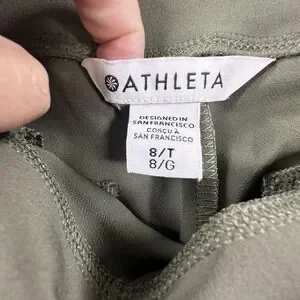 ATHLETA
DESIGNED IN
SAN FRANCISCO
CONÇU À
SAN FRANCISCO
8/T
8/G